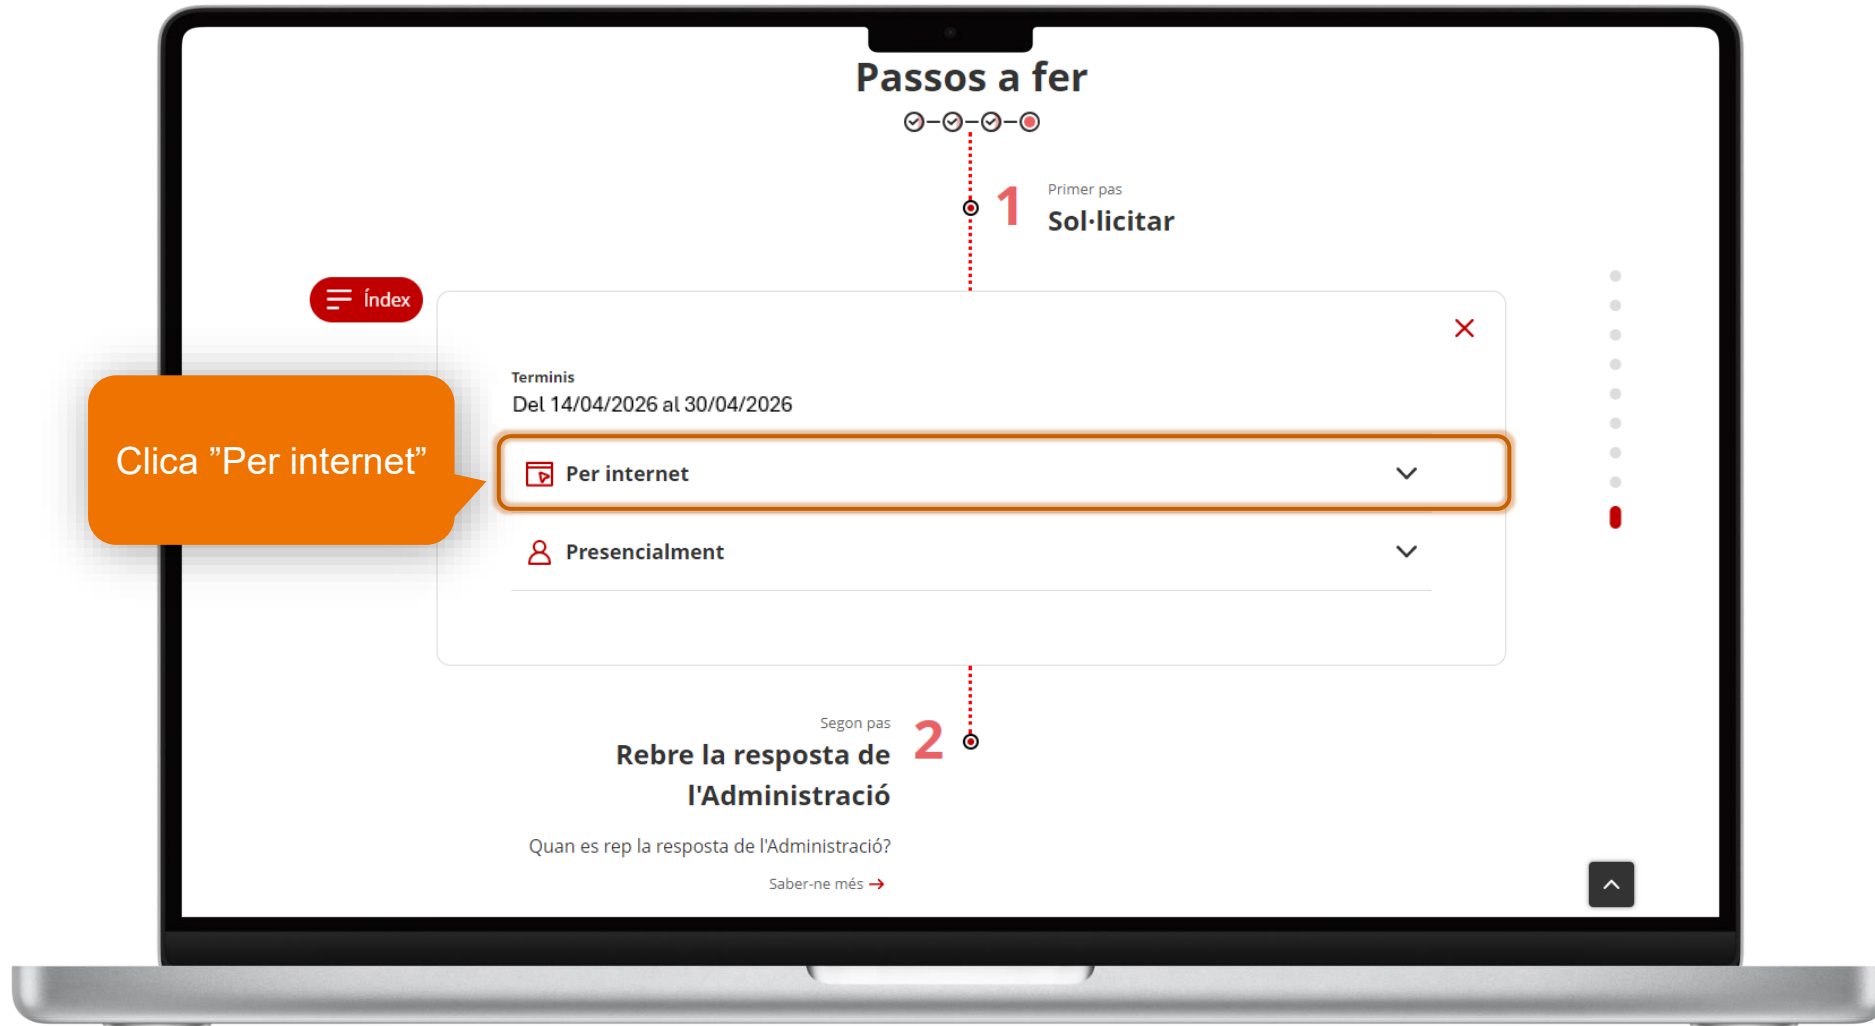 Passos a fer
1
Primer pas
Sol·licitar
Índex
Terminis
Del 14/04/2026 al 30/04/2026
Clica ”Per internet”
Per internet
Presencialment
Segon pas
2
Rebre la resposta de
l'Administració
Quan es rep la resposta de l'Administració?
Saber-ne més →